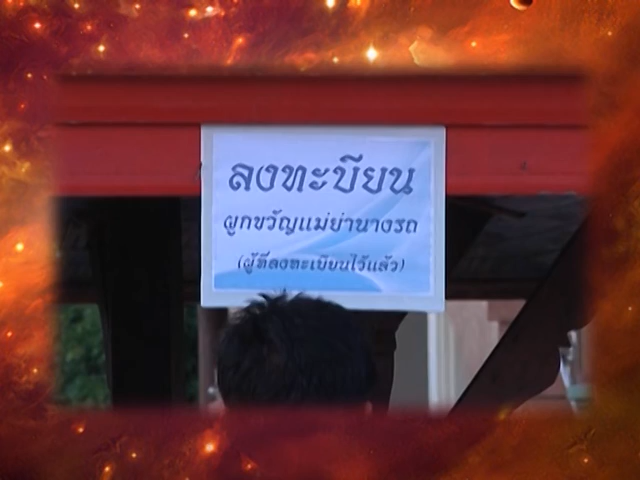 ลงทะเบียน
ผูกขวัญแม่ย่านางรถ
(ผู้ที่ลงทะเบียนไว้แล้ว)